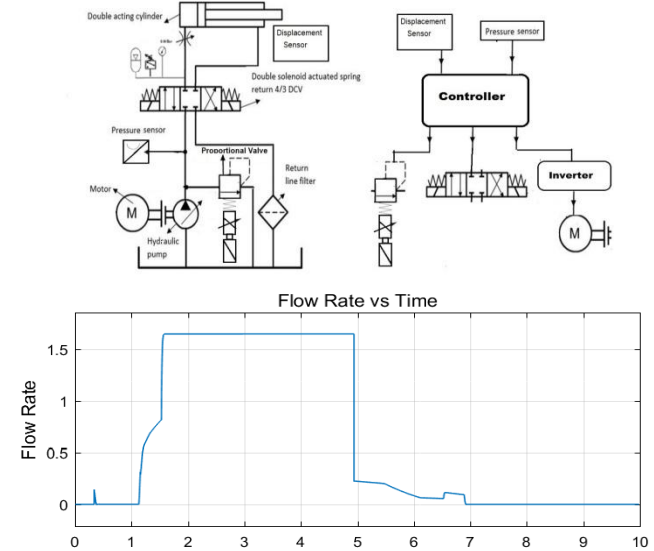 Double acting cylinder
Displacement
Sensor
Double solenoid actuated spring
return 4/3 DCV
Pressure sensor
Proportional Valve
Motor
M
Hydraulic
pump
Return
line filter
Displacement
Sensor
Pressure sensor
Controller
Inverter
M
Flow Rate vs Time
Flow Rate
1.5
1
0.5
0
0 1 2 3 4 5 6 7 8 9 10